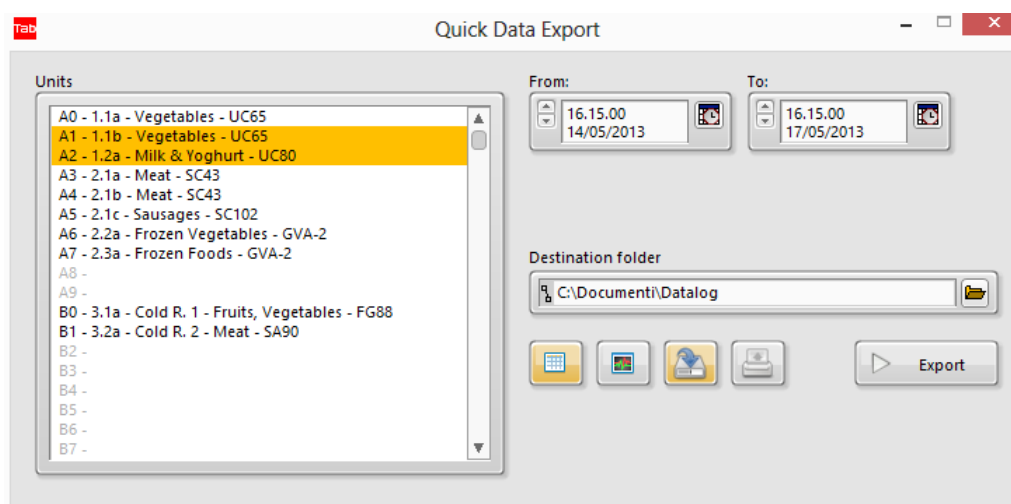 Tab
Quick Data Export
Units
A0 - 1.1a - Vegetables - UC65
A1 - 1.1b - Vegetables - UC65
A2 - 1.2a - Milk & Yoghurt - UC80
A3 - 2.1a - Meat - SC43
A4 - 2.1b - Meat - SC43
A5 - 2.1c - Sausages - SC102
A6 - 2.2a - Frozen Vegetables - GVA-2
A7 - 2.3a - Frozen Foods - GVA-2
A8 -
A9 -
B0 - 3.1a - Cold R. 1 - Fruits, Vegetables - FG88
B1 - 3.2a - Cold R. 2 - Meat - SA90
B2 -
B3 -
B4 -
B5 -
B6 -
B7 -
From:
16.15.00
14/05/2013
To:
16.15.00
17/05/2013
Destination folder
C:\Documenti\Datalog
Export